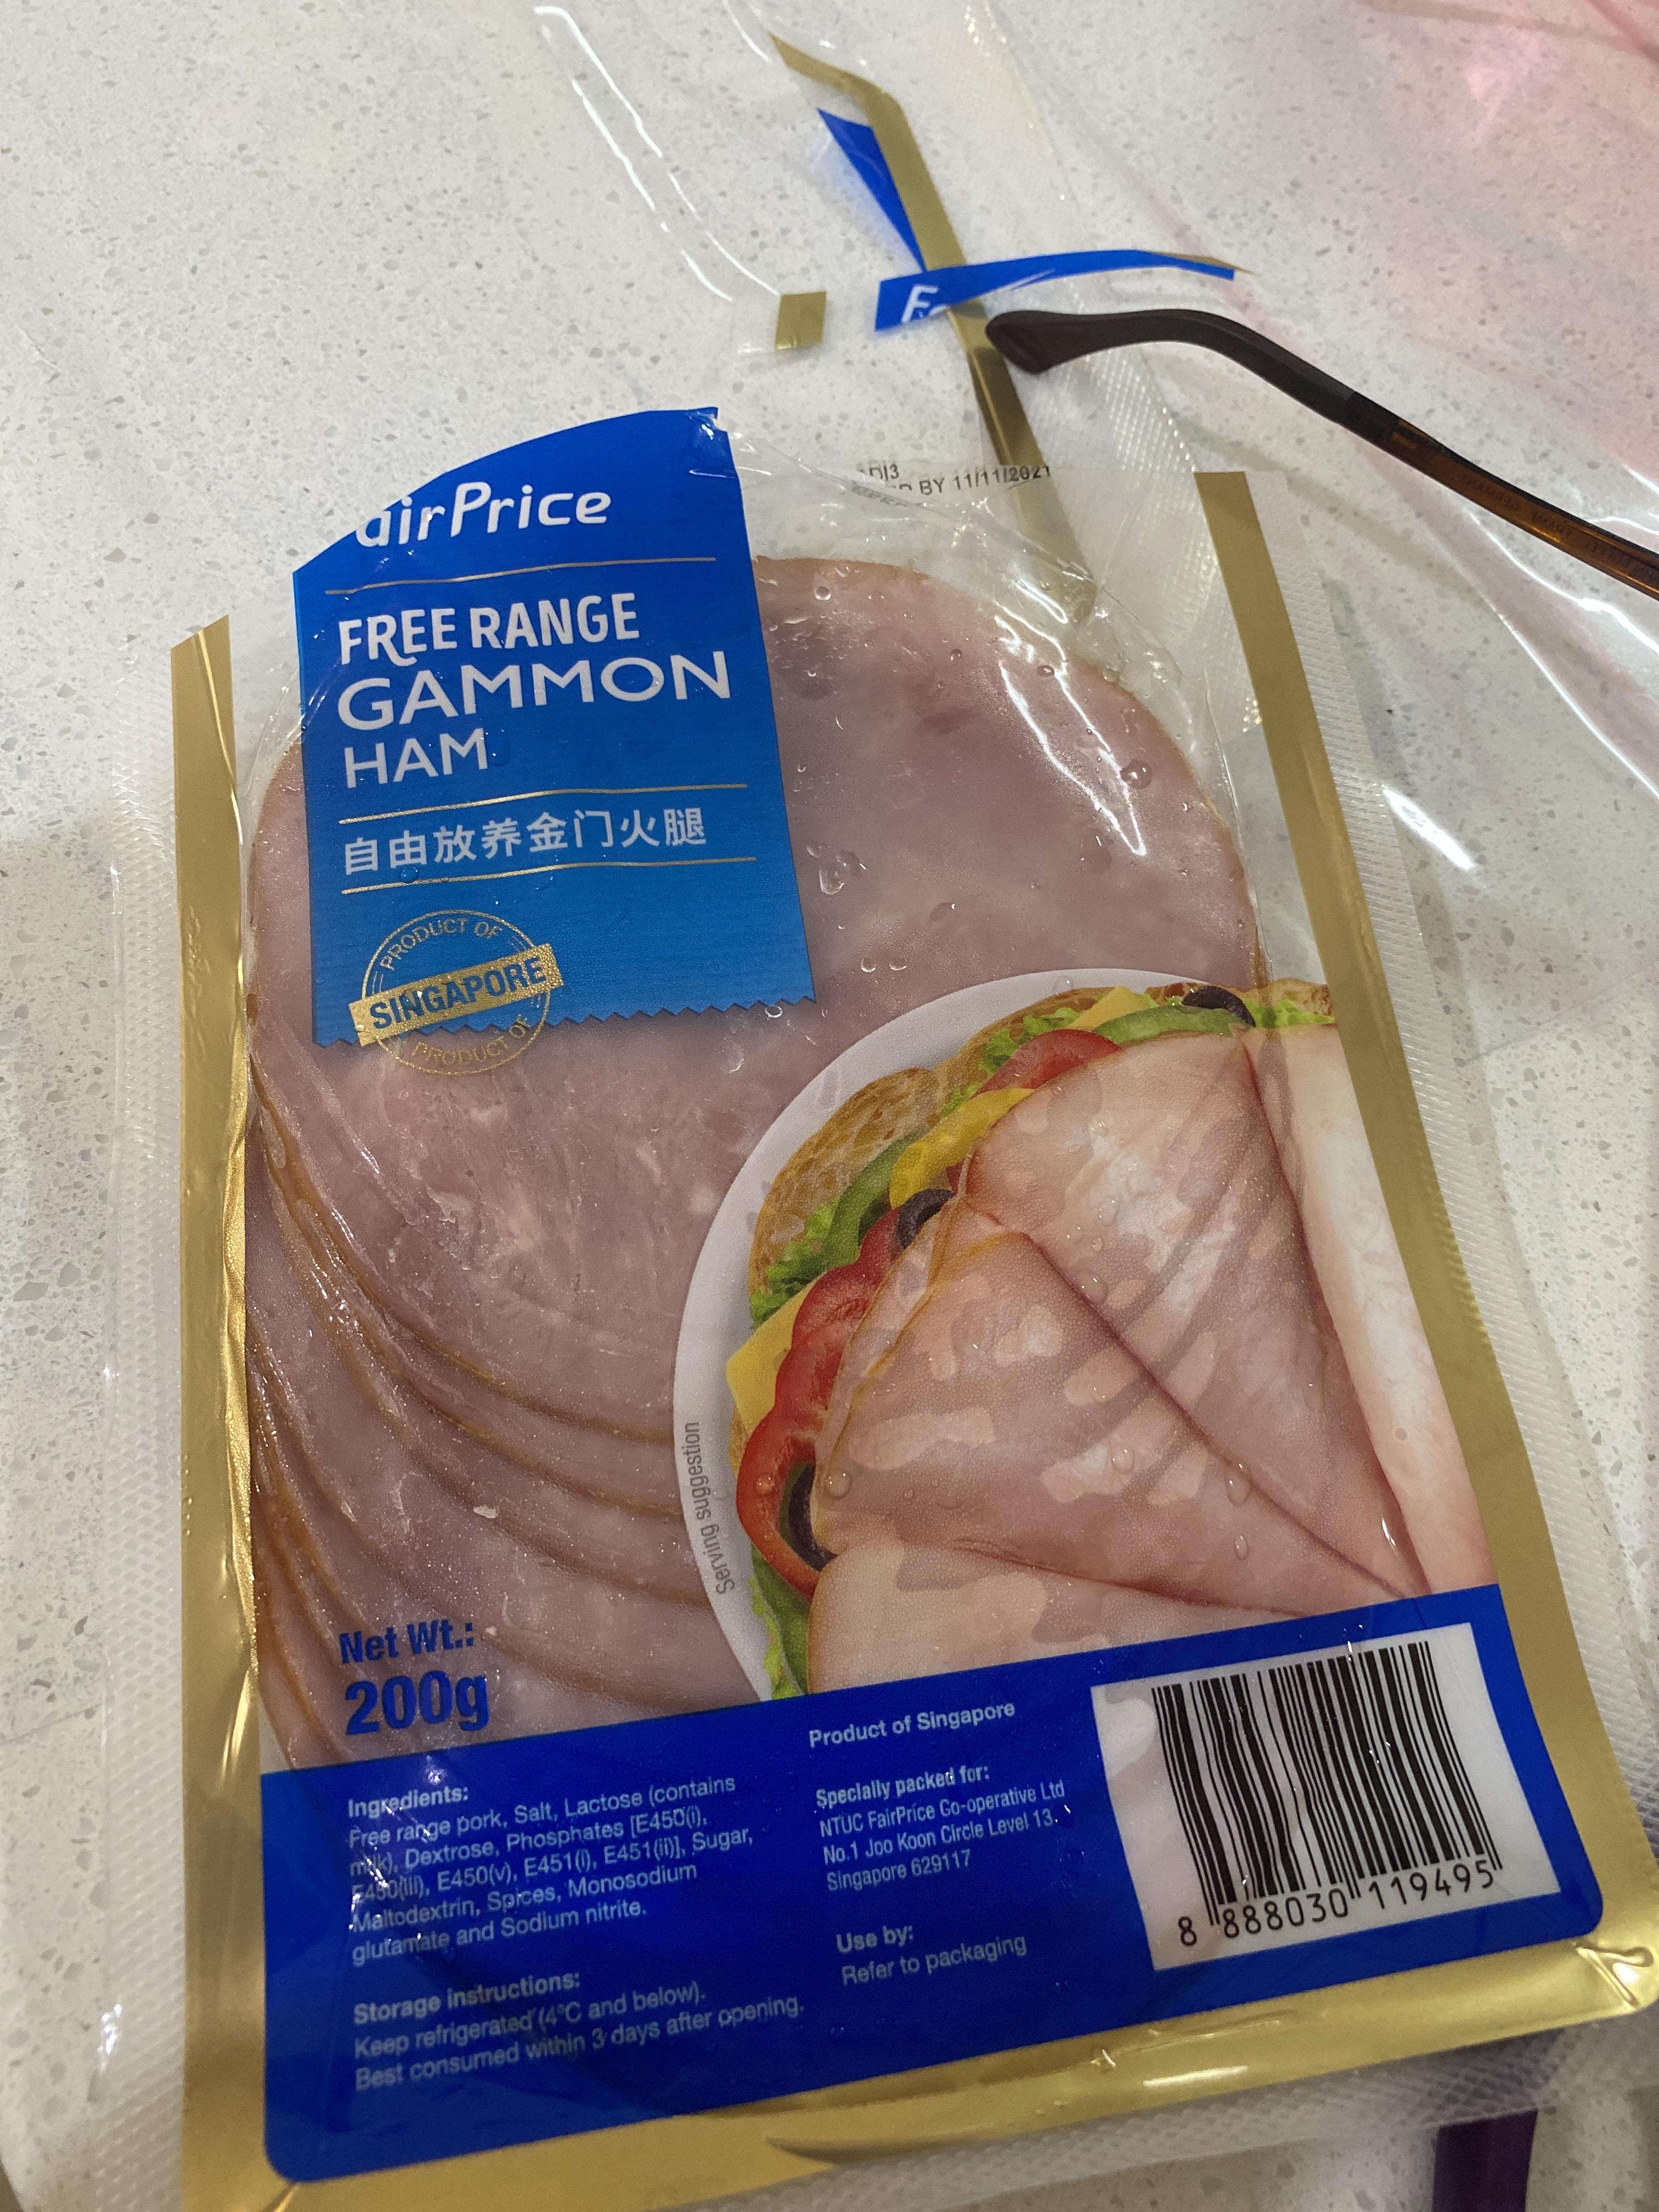 BY 11/11/2021
airPrice
FREE RANGE
GAMMON
HAM
自由放养金门火腿
PRODUCT OF
SINGAPORE
PRODUCT OF
Serving suggestion
Net Wt.:
200g
Ingredients:
Free range pork, Salt, Lactose (contains
milk), Dextrose, Phosphates [E450(i),
E450(iii), E450(v), E451(i), E451(ii)], Sugar,
Maltodextrin, Spices, Monosodium
glutamate and Sodium nitrite.
Storage instructions:
Keep refrigerated (4°C and below).
Best consumed within 3 days after opening.
Product of Singapore
Specially packed for:
NTUC FairPrice Co-operative Ltd
No.1 Joo Koon Circle Level 13,
Singapore 629117
Use by:
Refer to packaging
8 888030 119495